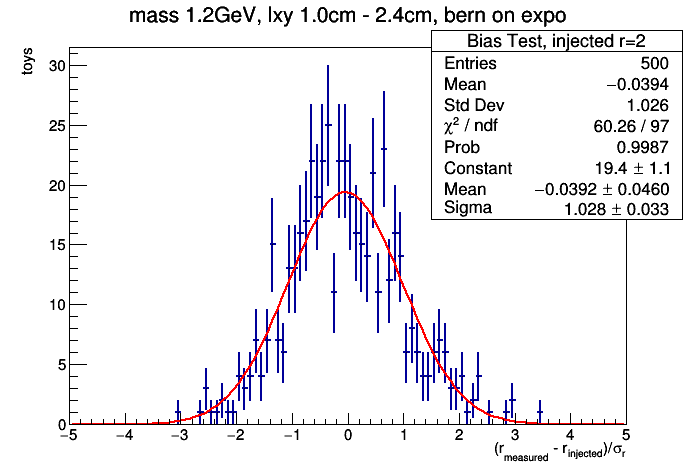 mass 1.2GeV, lxy 1.0cm - 2.4cm, bern on expo
Bias Test, injected r=2
Entries 500
Mean −0.0394
Std Dev 1.026
χ² / ndf 60.26 / 97
Prob 0.9987
Constant 19.4 ± 1.1
Mean −0.0392 ± 0.0460
Sigma 1.028 ± 0.033
toys
30
25
20
15
10
5
0
−5 −4 −3 −2 −1 0 1 2 3 4 5
(r_measured - r_injected)/σ_r